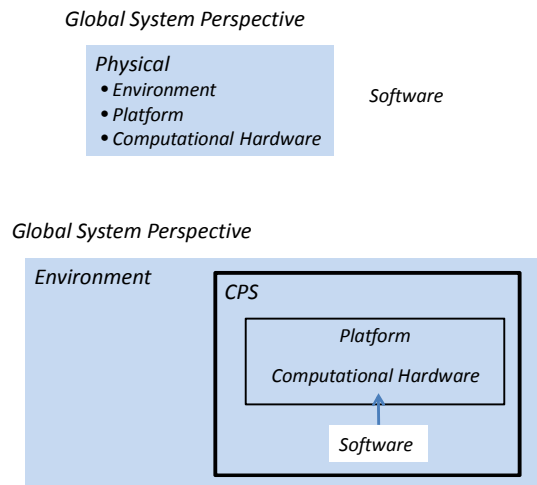 Global System Perspective
Physical
• Environment
• Platform
• Computational Hardware
Software
Global System Perspective
Environment
CPS
Platform
Computational Hardware
Software